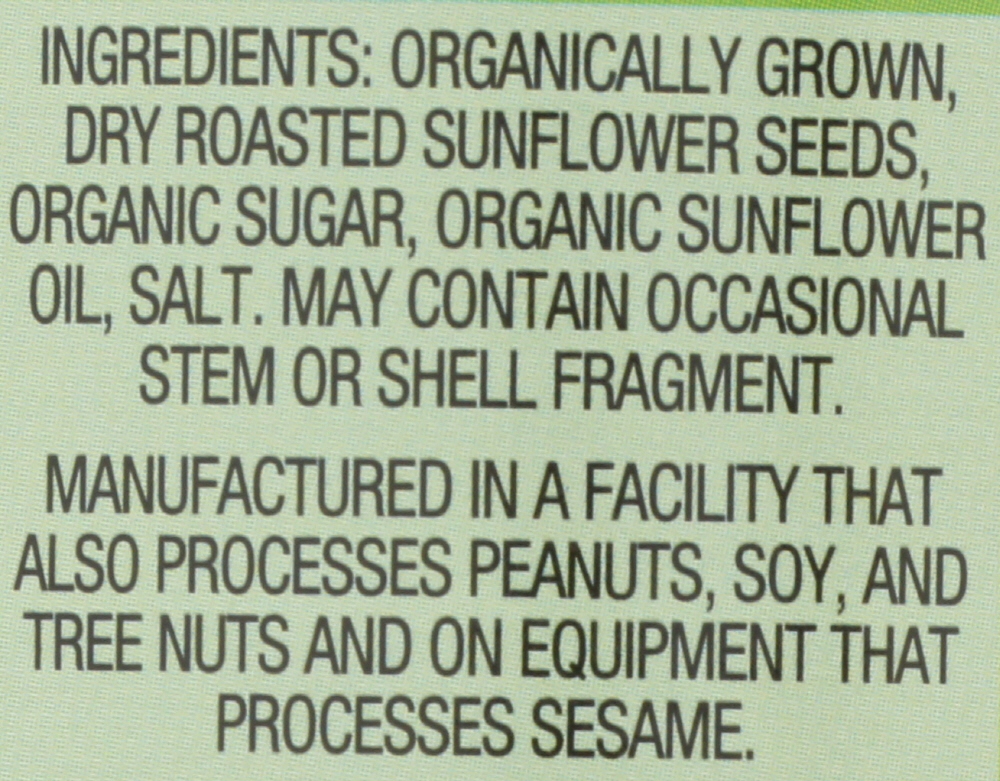 INGREDIENTS: ORGANICALLY GROWN,
DRY ROASTED SUNFLOWER SEEDS,
ORGANIC SUGAR, ORGANIC SUNFLOWER
OIL, SALT. MAY CONTAIN OCCASIONAL
STEM OR SHELL FRAGMENT.
MANUFACTURED IN A FACILITY THAT
ALSO PROCESSES PEANUTS, SOY, AND
TREE NUTS AND ON EQUIPMENT THAT
PROCESSES SESAME.